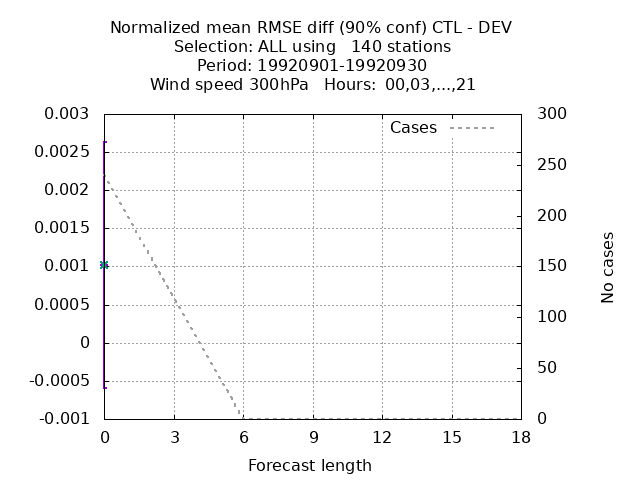 Normalized mean RMSE diff (90% conf) CTL - DEV
Selection: ALL using 140 stations
Period: 19920901-19920930
Wind speed 300hPa Hours: 00,03,...,21
Cases
0.003
0.0025
0.002
0.0015
0.001
0.0005
0
-0.0005
-0.001
300
250
200
150
100
50
0
No cases
0 3 6 9 12 15 18
Forecast length